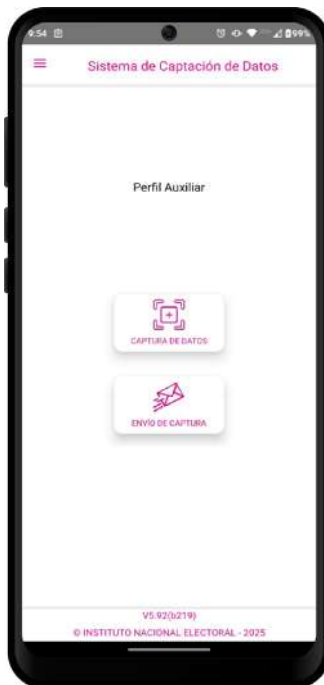 9:54 99%
Sistema de Captación de Datos
Perfil Auxiliar
CAPTURA DE DATOS
ENVÍO DE CAPTURA
V5.92(b219)
© INSTITUTO NACIONAL ELECTORAL - 2025